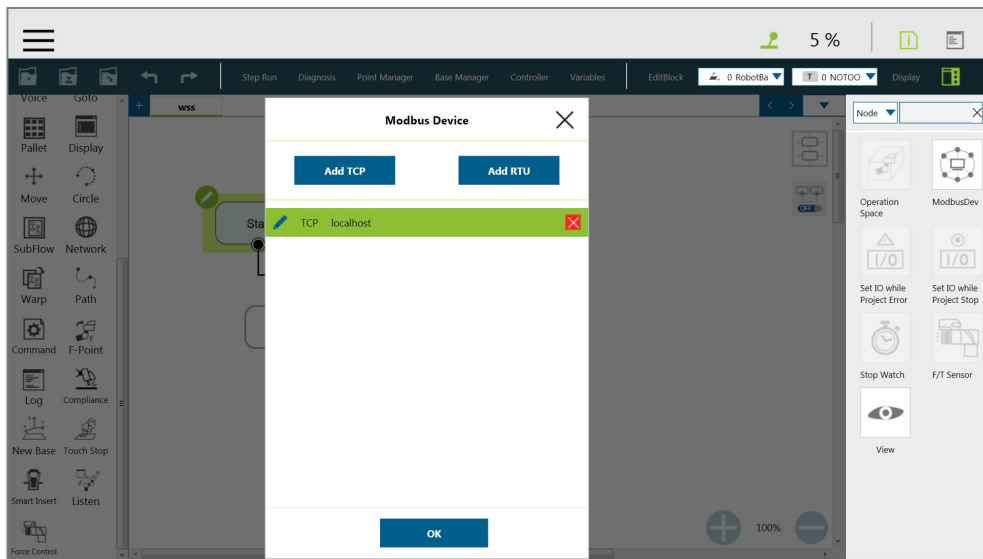 5 %
Step Run Diagnosis Point Manager Base Manager Controller Variables EditBlock 0 RobotBa T 0 NOTOO Display
Voice Goto
Pallet Display
Move Circle
SubFlow Network
Warp Path
Command F-Point
Log Compliance
New Base Touch Stop
Smart Insert Listen
Force Control
+ wss
Sta
Modbus Device
Add TCP Add RTU
TCP localhost
OK
OFF
100%
Node
Operation
Space
ModbusDev
I/O I/O
Set IO while
Project Error
Set IO while
Project Stop
Stop Watch F/T Sensor
View